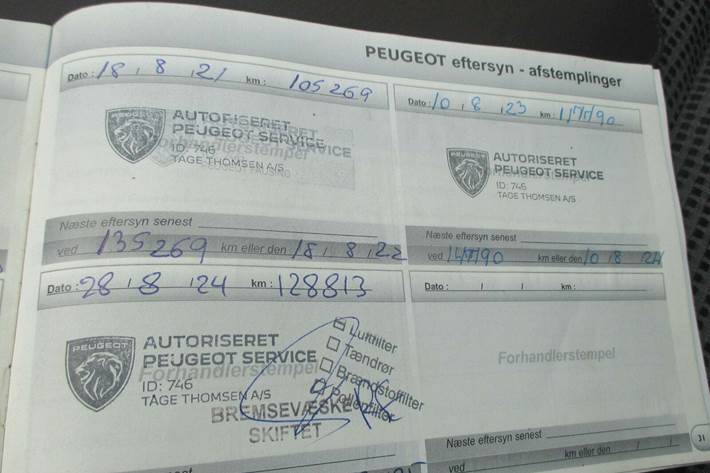 PEUGEOT eftersyn - afstemplinger
Dato : 18 , 8 , 21 km : 105269
AUTORISERET
PEUGEOT SERVICE
Forhandlerstempel
ID: 746
TAGE THOMSEN A/S
Næste eftersyn senest
ved 135269 km eller den 18 , 8 , 22
Dato : 10 , 8 , 23 km :
PEUGEOT
AUTORISERET
PEUGEOT SERVICE
ID: 746
TAGE THOMSEN A/S
Næste eftersyn senest
ved km eller den 10 8
Dato : 28 , 8 , 24 km : 128813
PEUGEOT
AUTORISERET
PEUGEOT SERVICE
Forhandlerstempel
ID: 746
TAGE THOMSEN A/S
Luftfilter
Tændrør
Brændstoffilter
Pollenfilter
BREMSEVÆSKE
SKIFTET
Dato : / / km :
Forhandlerstempel
Næste eftersyn senest
ved km eller den / /
31